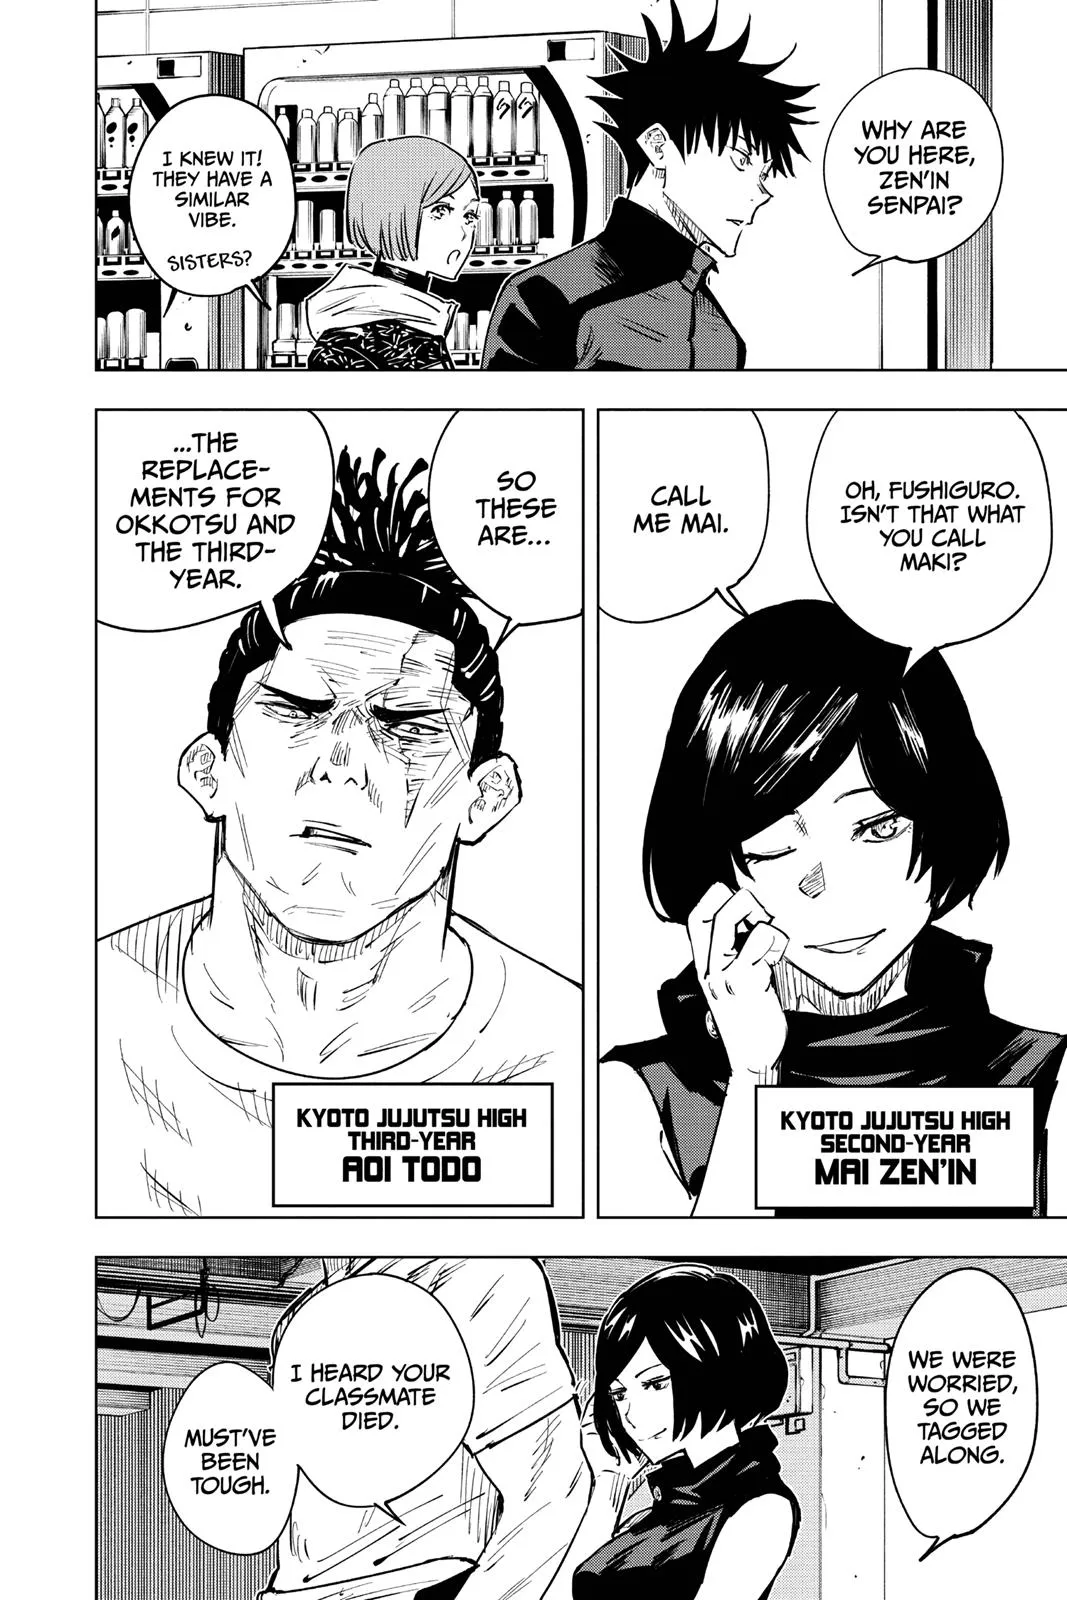 WHY ARE
YOU HERE,
ZEN'IN
SENPAI?
I KNEW IT!
THEY HAVE A
SIMILAR
VIBE.
SISTERS?
OH, FUSHIGURO.
ISN'T THAT WHAT
YOU CALL
MAKI?
CALL
ME MAI.
KYOTO JUJUTSU HIGH
SECOND-YEAR
MAI ZEN'IN
SO
THESE
ARE...
...THE
REPLACE-
MENTS FOR
OKKOTSU AND
THE THIRD-
YEAR.
KYOTO JUJUTSU HIGH
THIRD-YEAR
AOI TODO
WE WERE
WORRIED,
SO WE
TAGGED
ALONG.
I HEARD YOUR
CLASSMATE
DIED.
MUST'VE
BEEN
TOUGH.